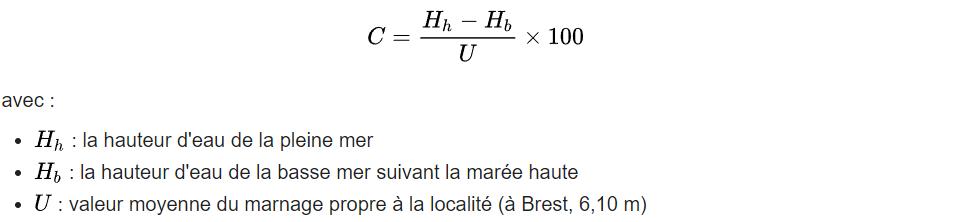 C = \frac{H_h - H_b}{U} × 100
avec :
• H_h : la hauteur d'eau de la pleine mer
• H_b : la hauteur d'eau de la basse mer suivant la marée haute
• U : valeur moyenne du marnage propre à la localité (à Brest, 6,10 m)